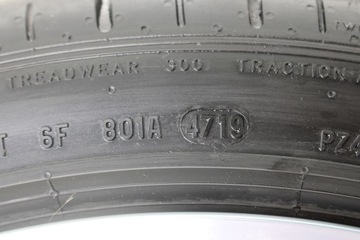 TREADWEAR 300 TRACTION
T 6F 801A 4719 PZ4